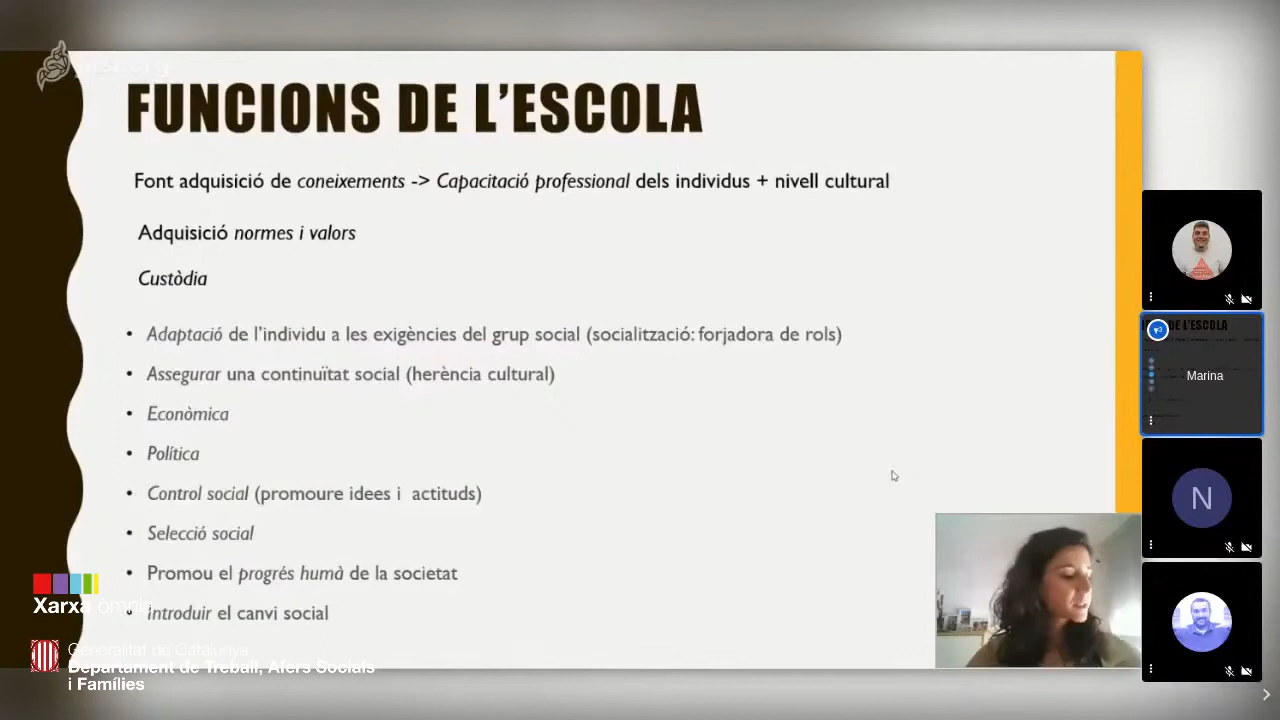 FUNCIONS DE L'ESCOLA
Font adquisició de coneixements -> Capacitació professional dels individus + nivell cultural
Adquisició normes i valors
Custòdia
• Adaptació de l'individu a les exigències del grup social (socialització: forjadora de rols)
• Assegurar una continuïtat social (herència cultural)
• Econòmica
• Política
• Control social (promoure idees i actituds)
• Selecció social
• Promou el progrés humà de la societat
• Introduir el canvi social
Xarxa òmnia
Generalitat de Catalunya
Departament de Treball, Afers Socials
i Famílies
Marina
N